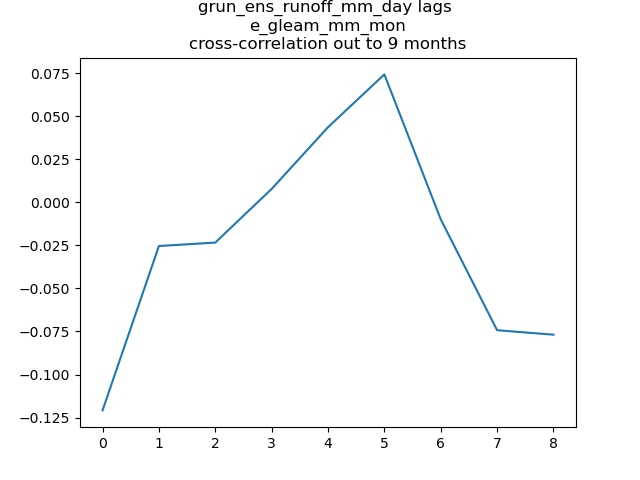 grun_ens_runoff_mm_day lags
e_gleam_mm_mon
cross-correlation out to 9 months
0.075
0.050
0.025
0.000
−0.025
−0.050
−0.075
−0.100
−0.125
0 1 2 3 4 5 6 7 8